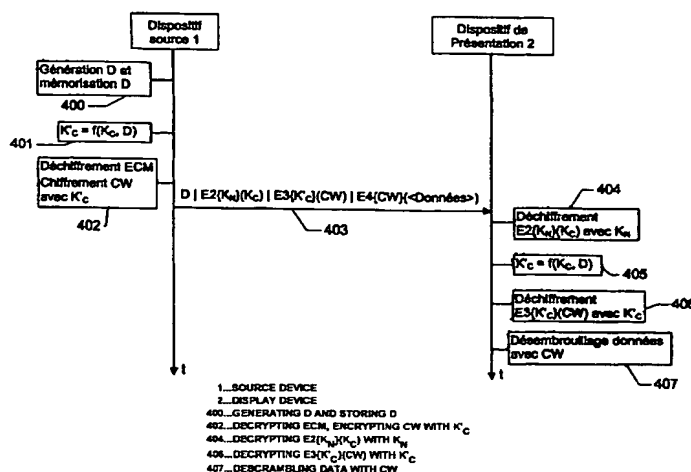 Dispositif
source 1
Dispositif de
Présentation 2
Génération D et
mémorisation D
400
401
K'C = f(KC, D)
Déchiffrement ECM
Chiffrement CW
avec K'C
402
D | E2{KN}(KC) | E3{K'C}(CW) | E4{CW}(<Données>)
403
404
Déchiffrement
E2{KN}(KC) avec KN
K'C = f(KC, D)
405
Déchiffrement
E3{K'C}(CW) avec K'C
406
Désembrouillage données
avec CW
407
t
t
1...SOURCE DEVICE
2...DISPLAY DEVICE
400...GENERATING D AND STORING D
402...DECRYPTING ECM, ENCRYPTING CW WITH K'C
404...DECRYPTING E2{KN}(KC) WITH KN
406...DECRYPTING E3{K'C}(CW) WITH K'C
407...DESCRAMBLING DATA WITH CW